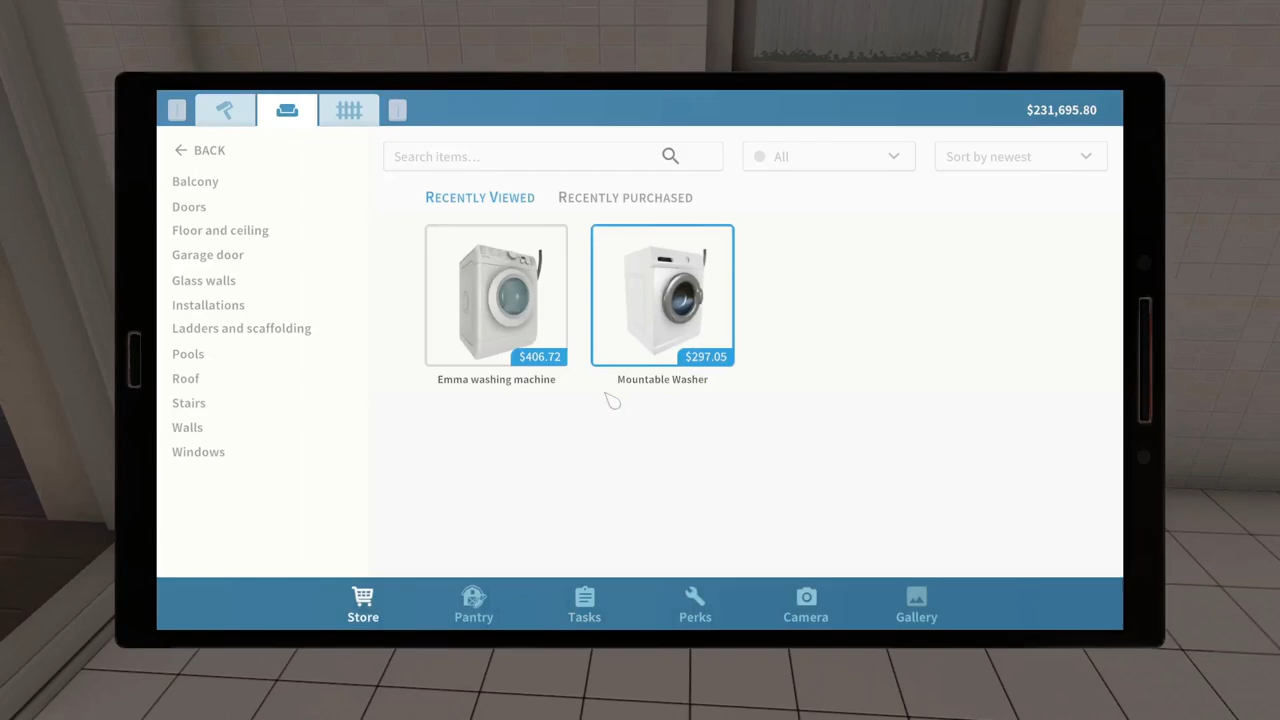 $231,695.80
BACK
Balcony
Doors
Floor and ceiling
Garage door
Glass walls
Installations
Ladders and scaffolding
Pools
Roof
Stairs
Walls
Windows
Search items...
All
Sort by newest
RECENTLY VIEWED
RECENTLY PURCHASED
$406.72
$297.05
Emma washing machine
Mountable Washer
Store
Pantry
Tasks
Perks
Camera
Gallery